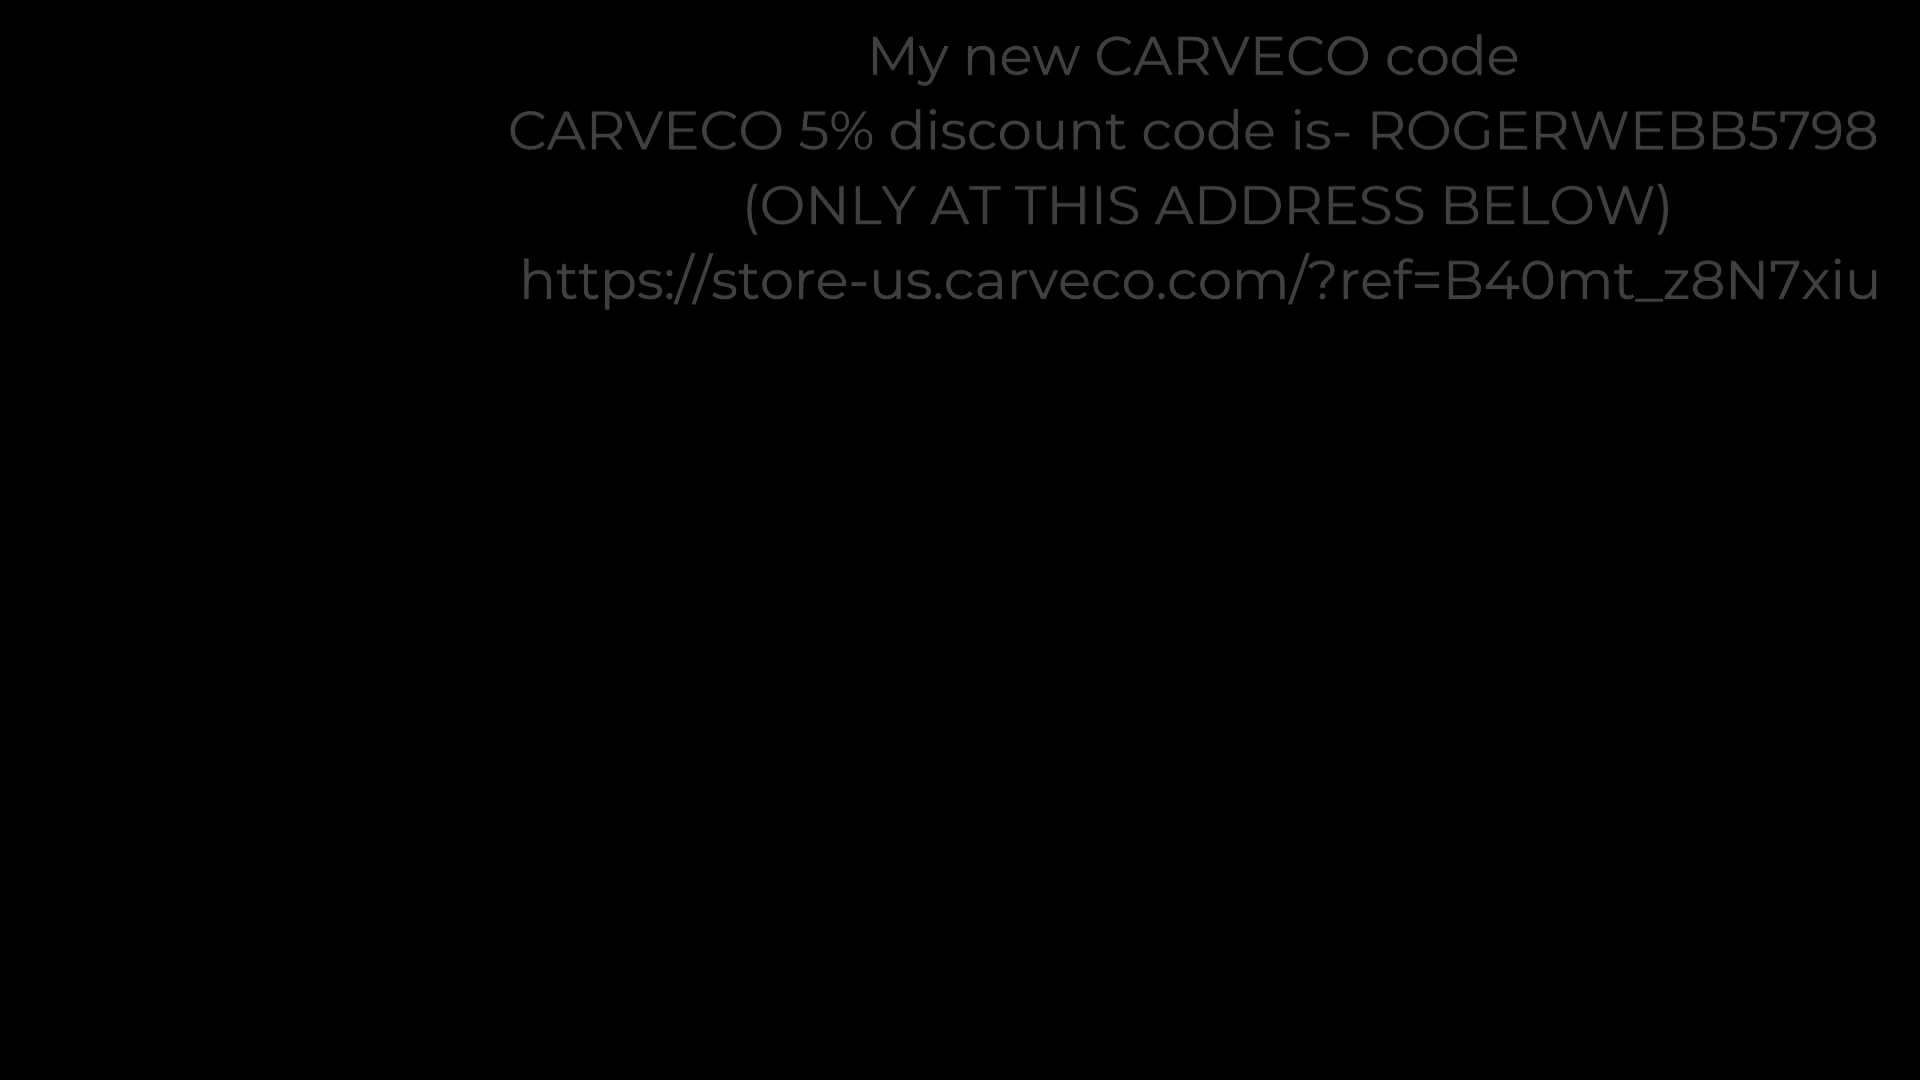 My new CARVECO code
CARVECO 5% discount code is- ROGERWEBB5798
(ONLY AT THIS ADDRESS BELOW)
https://store-us.carveco.com/?ref=B40mt_z8N7xiu